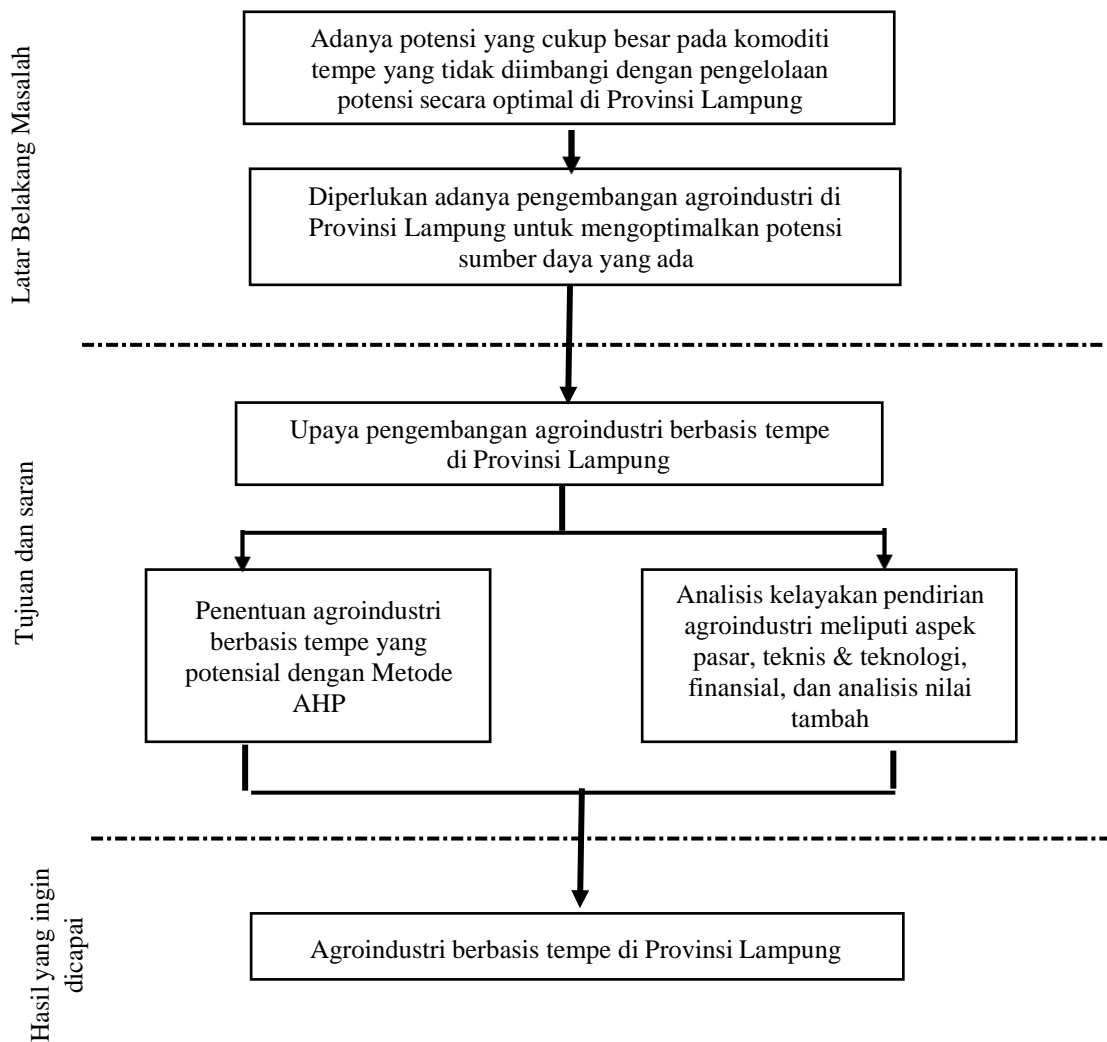 Latar Belakang Masalah
Adanya potensi yang cukup besar pada komoditi
tempe yang tidak diimbangi dengan pengelolaan
potensi secara optimal di Provinsi Lampung
Diperlukan adanya pengembangan agroindustri di
Provinsi Lampung untuk mengoptimalkan potensi
sumber daya yang ada
Tujuan dan saran
Upaya pengembangan agroindustri berbasis tempe
di Provinsi Lampung
Penentuan agroindustri
berbasis tempe yang
potensial dengan Metode
AHP
Analisis kelayakan pendirian
agroindustri meliputi aspek
pasar, teknis & teknologi,
finansial, dan analisis nilai
tambah
Hasil yang ingin
dicapai
Agroindustri berbasis tempe di Provinsi Lampung